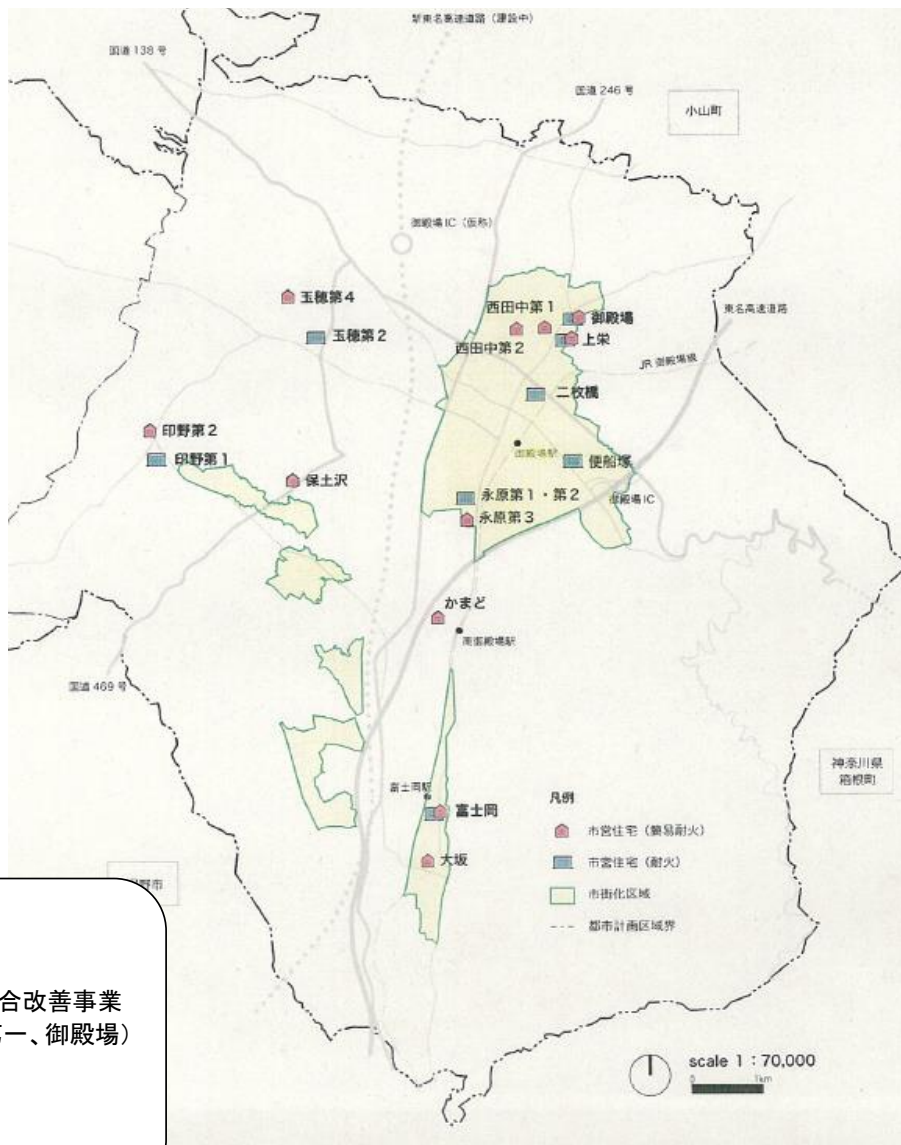 新東名高速道路（建設中）
国道138号
国道246号
小山町
御殿場IC（仮称）
玉穂第4
西田中第1
御殿場
東名高速道路
玉穂第2
西田中第2
上栄
JR御殿場線
二枚橋
印野第2
御殿場駅
印野第1
便船塚
保土沢
永原第1・第2
御殿場IC
永原第3
かまど
南御殿場駅
国道469号
神奈川県
箱根町
富士岡駅
富士岡
凡例
市営住宅（簡易耐火）
大坂
市営住宅（耐火）
野市
市街化区域
都市計画区域界
合改善事業
一、御殿場）
scale 1：70,000
0 1km